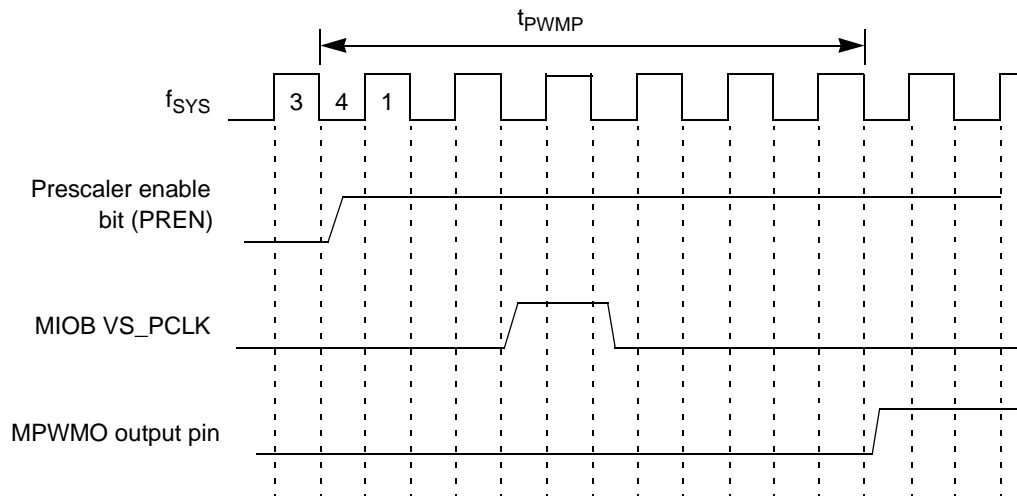 tPWMP
fSYS
3 4 1
Prescaler enable
bit (PREN)
MIOB VS_PCLK
MPWMO output pin